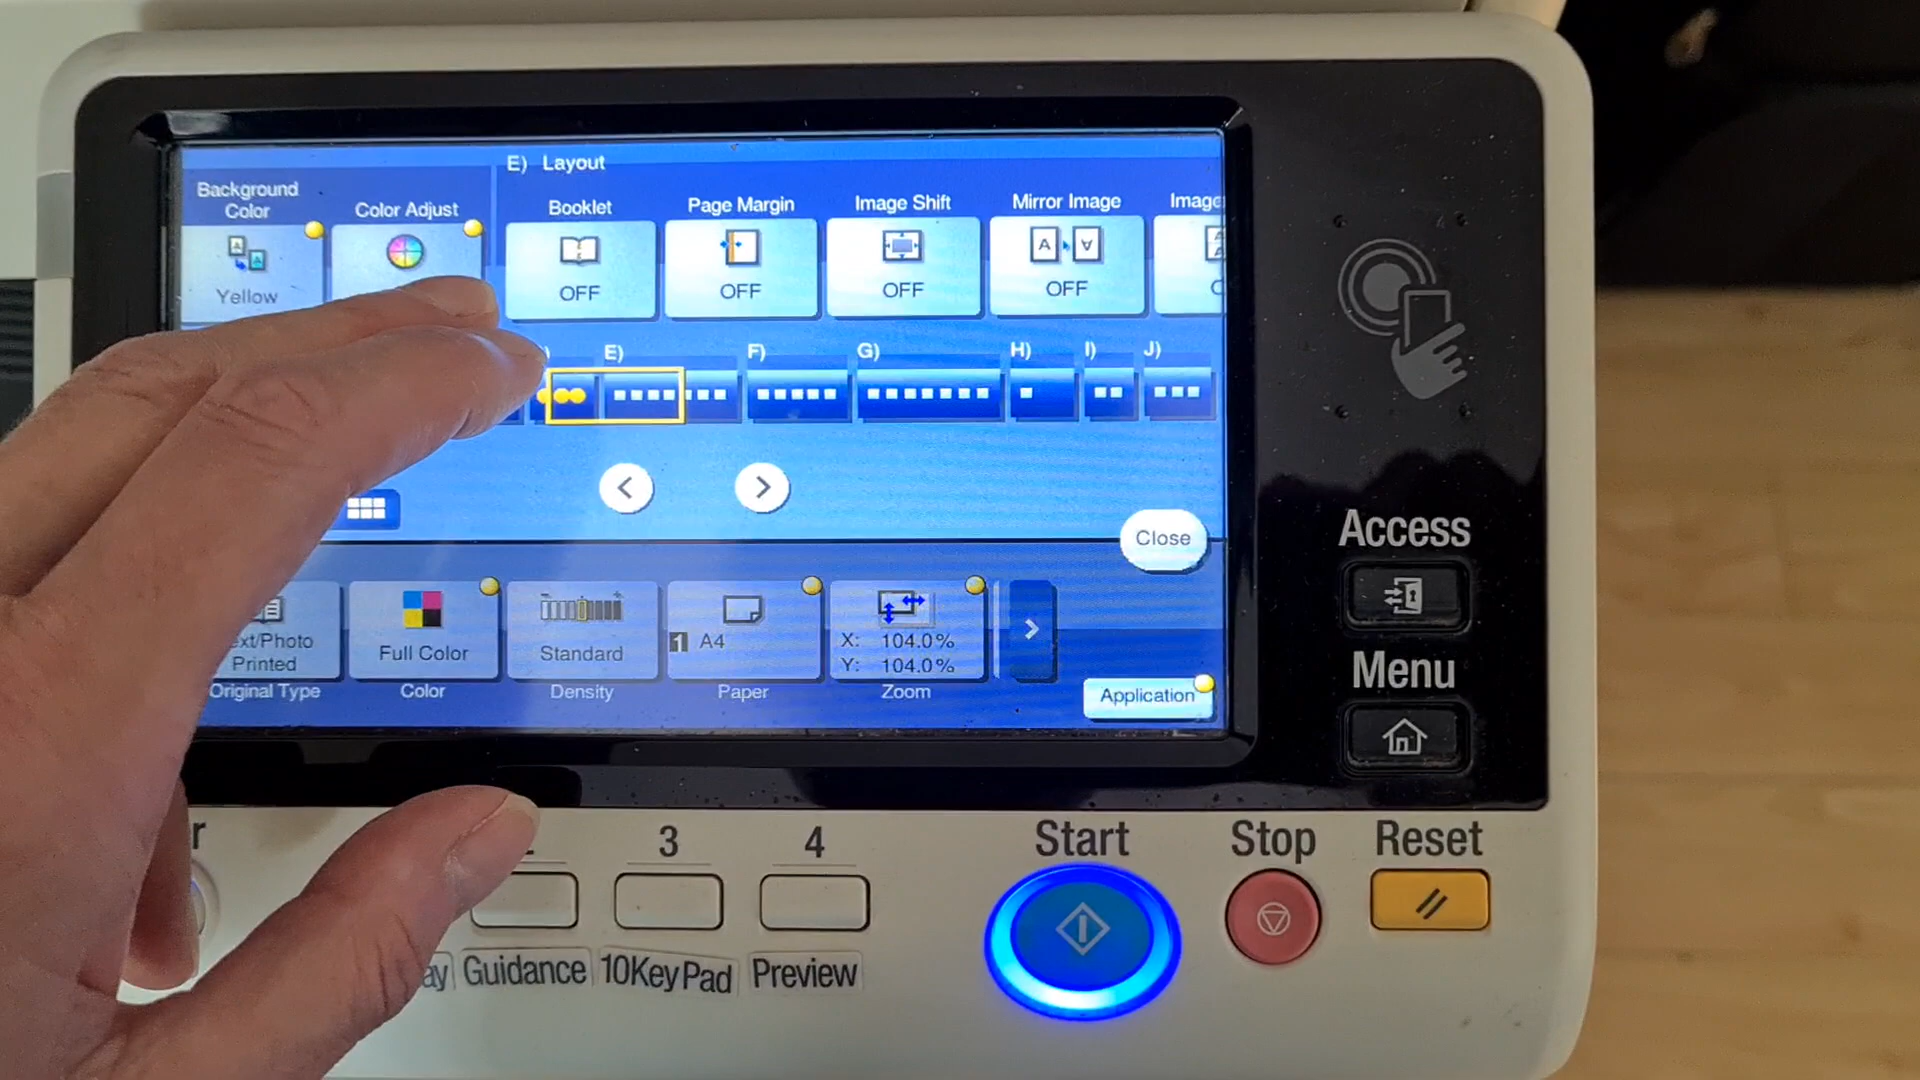 E) Layout
Background
Color
Color Adjust
Booklet
Page Margin
Image Shift
Mirror Image
Image
Yellow
OFF
OFF
OFF
OFF
E)
F)
G)
H)
I)
J)
<
>
Close
Text/Photo
Printed
Full Color
Standard
1 A4
X: 104.0%
Y: 104.0%
>
Original Type
Color
Density
Paper
Zoom
Application
Access
Menu
3
4
Start
Stop
Reset
Guidance
10KeyPad
Preview